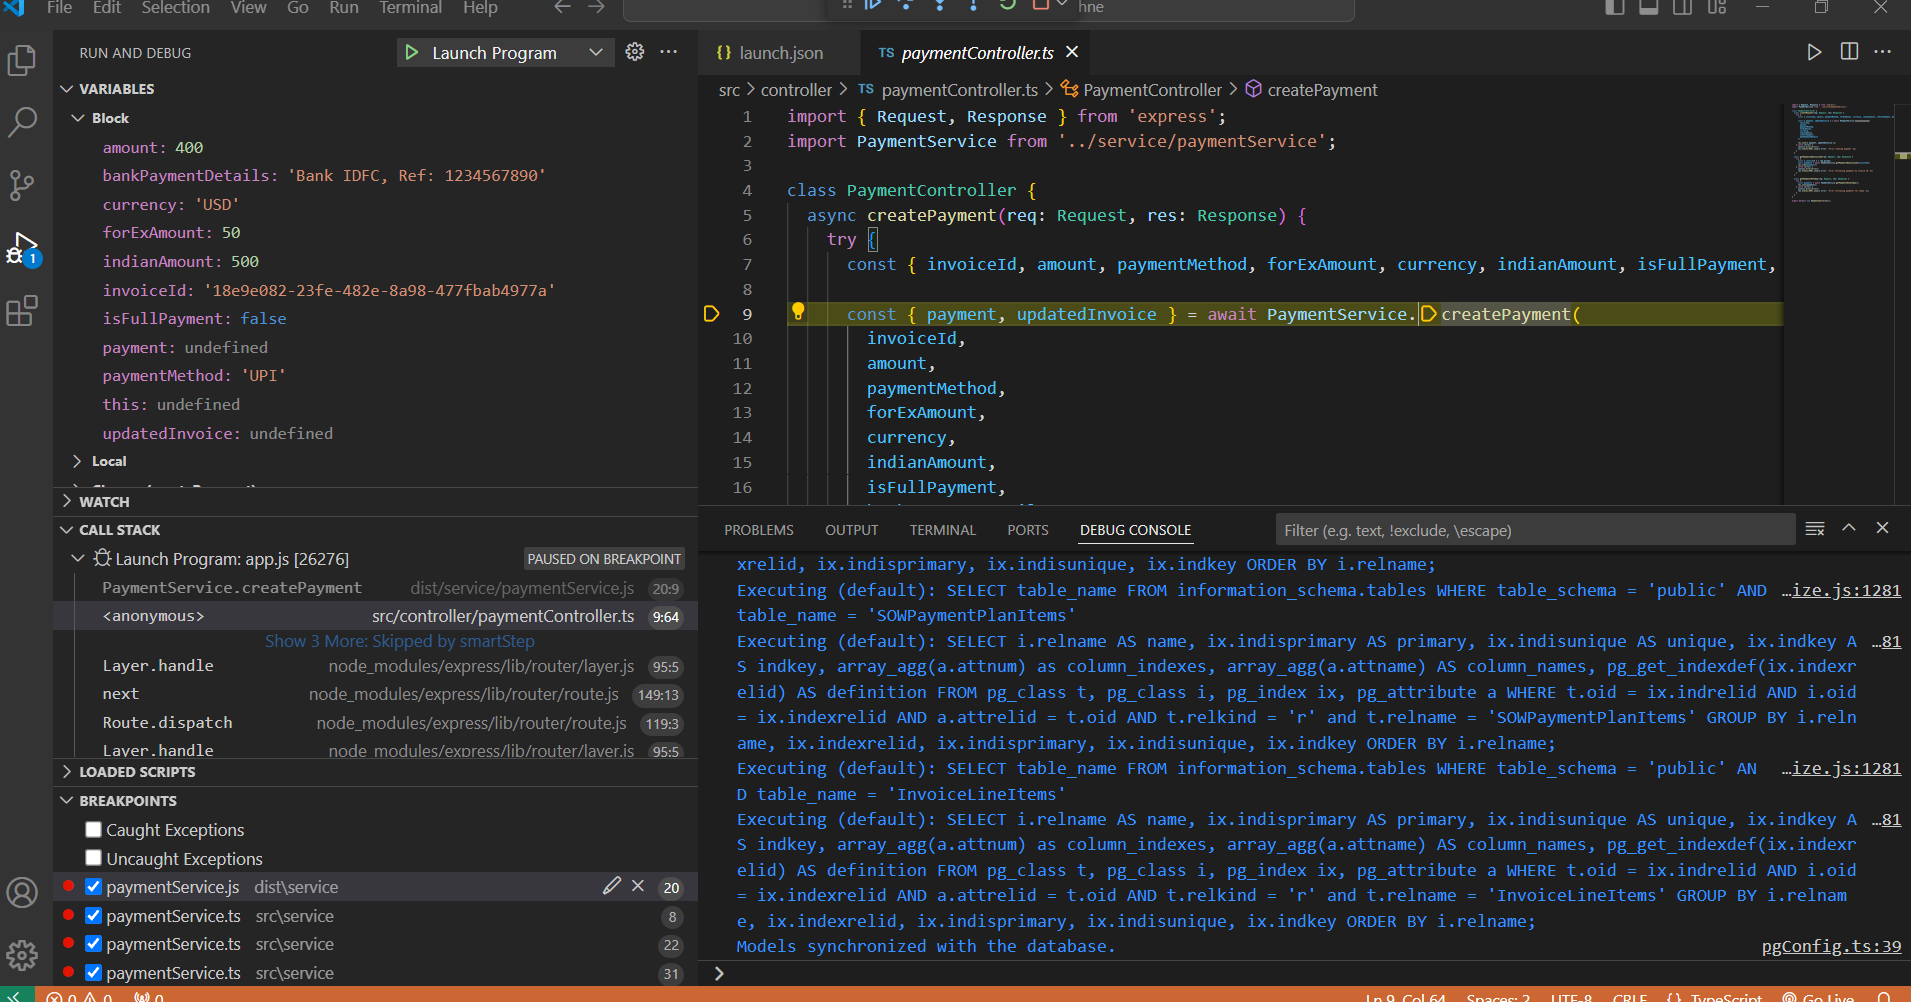 File Edit Selection View Go Run Terminal Help
hne
RUN AND DEBUG
Launch Program
VARIABLES
Block
amount: 400
bankPaymentDetails: 'Bank IDFC, Ref: 1234567890'
currency: 'USD'
forExAmount: 50
indianAmount: 500
invoiceId: '18e9e082-23fe-482e-8a98-477fbab4977a'
isFullPayment: false
payment: undefined
paymentMethod: 'UPI'
this: undefined
updatedInvoice: undefined
Local
WATCH
CALL STACK
Launch Program: app.js [26276] PAUSED ON BREAKPOINT
PaymentService.createPayment dist/service/paymentService.js 20:9
<anonymous> src/controller/paymentController.ts 9:64
Show 3 More: Skipped by smartStep
Layer.handle node_modules/express/lib/router/layer.js 95:5
next node_modules/express/lib/router/route.js 149:13
Route.dispatch node_modules/express/lib/router/route.js 119:3
Layer.handle node_modules/express/lib/router/layer.js 95:5
LOADED SCRIPTS
BREAKPOINTS
Caught Exceptions
Uncaught Exceptions
paymentService.js dist\service 20
paymentService.ts src\service 8
paymentService.ts src\service 22
paymentService.ts src\service 31
1
{} launch.json
TS paymentController.ts
src > controller > TS paymentController.ts > PaymentController > createPayment
1 import { Request, Response } from 'express';
2 import PaymentService from '../service/paymentService';
3
4 class PaymentController {
5 async createPayment(req: Request, res: Response) {
6 try {
7 const { invoiceId, amount, paymentMethod, forExAmount, currency, indianAmount, isFullPayment,
8
9 const { payment, updatedInvoice } = await PaymentService.createPayment(
10 invoiceId,
11 amount,
12 paymentMethod,
13 forExAmount,
14 currency,
15 indianAmount,
16 isFullPayment,
PROBLEMS OUTPUT TERMINAL PORTS DEBUG CONSOLE
Filter (e.g. text, !exclude, \escape)
xrelid, ix.indisprimary, ix.indisunique, ix.indkey ORDER BY i.relname;
Executing (default): SELECT table_name FROM information_schema.tables WHERE table_schema = 'public' AND …ize.js:1281
table_name = 'SOWPaymentPlanItems'
Executing (default): SELECT i.relname AS name, ix.indisprimary AS primary, ix.indisunique AS unique, ix.indkey A …81
S indkey, array_agg(a.attnum) as column_indexes, array_agg(a.attname) AS column_names, pg_get_indexdef(ix.indexr
elid) AS definition FROM pg_class t, pg_class i, pg_index ix, pg_attribute a WHERE t.oid = ix.indrelid AND i.oid
= ix.indexrelid AND a.attrelid = t.oid AND t.relkind = 'r' and t.relname = 'SOWPaymentPlanItems' GROUP BY i.reln
ame, ix.indexrelid, ix.indisprimary, ix.indisunique, ix.indkey ORDER BY i.relname;
Executing (default): SELECT table_name FROM information_schema.tables WHERE table_schema = 'public' AN …ize.js:1281
D table_name = 'InvoiceLineItems'
Executing (default): SELECT i.relname AS name, ix.indisprimary AS primary, ix.indisunique AS unique, ix.indkey A …81
S indkey, array_agg(a.attnum) as column_indexes, array_agg(a.attname) AS column_names, pg_get_indexdef(ix.indexr
elid) AS definition FROM pg_class t, pg_class i, pg_index ix, pg_attribute a WHERE t.oid = ix.indrelid AND i.oid
= ix.indexrelid AND a.attrelid = t.oid AND t.relkind = 'r' and t.relname = 'InvoiceLineItems' GROUP BY i.relnam
e, ix.indexrelid, ix.indisprimary, ix.indisunique, ix.indkey ORDER BY i.relname;
Models synchronized with the database. pgConfig.ts:39
0 0 0
Ln 9, Col 64 Spaces: 2 UTF-8 CRLF {} TypeScript Go Live